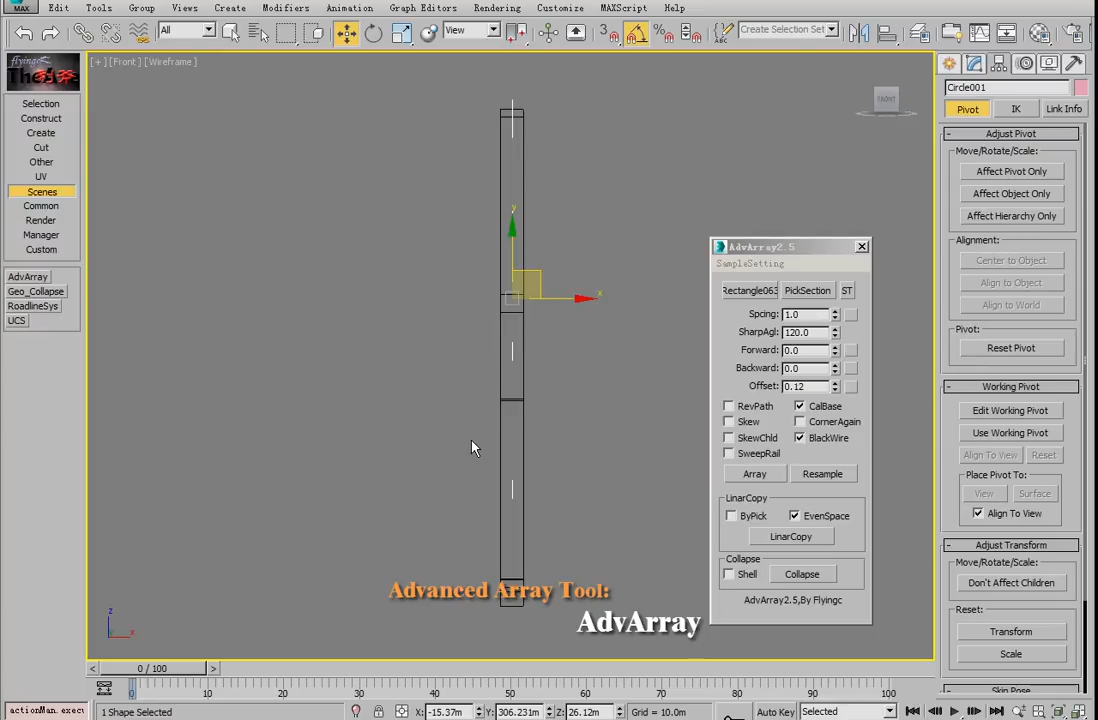 MAX
Edit Tools Group Views Create Modifiers Animation Graph Editors Rendering Customize MAXScript Help
All
View
3
Create Selection Set
flyingc
[+] [Front] [Wireframe]
FRONT
Selection
Construct
Create
Cut
Other
UV
Scenes
Common
Render
Manager
Custom
AdvArray
Geo_Collapse
RoadlineSys
UCS
y
x
z
x
AdvArray2.5
SampleSetting
Rectangle063 PickSection ST
Spcing: 1.0
SharpAgl: 120.0
Forward: 0.0
Backward: 0.0
Offset: 0.12
RevPath CalBase
Skew CornerAgain
SkewChld BlackWire
SweepRail
Array Resample
LinarCopy
ByPick EvenSpace
LinarCopy
Collapse
Shell Collapse
AdvArray2.5,By Flyingc
Advanced Array Tool:
AdvArray
Circle001
Pivot IK Link Info
- Adjust Pivot
Move/Rotate/Scale:
Affect Pivot Only
Affect Object Only
Affect Hierarchy Only
Alignment:
Center to Object
Align to Object
Align to World
Pivot:
Reset Pivot
- Working Pivot
Edit Working Pivot
Use Working Pivot
Align To View Reset
Place Pivot To:
View Surface
Align To View
- Adjust Transform
Move/Rotate/Scale:
Don't Affect Children
Reset:
Transform
Scale
- Skin Pose
< 0 / 100 >
0 10 20 30 40 50 60 70 80 90 100
actionMan.execu
1 Shape Selected
X: -15.37m Y: 306.231m Z: 26.12m Grid = 10.0m
Auto Key Selected